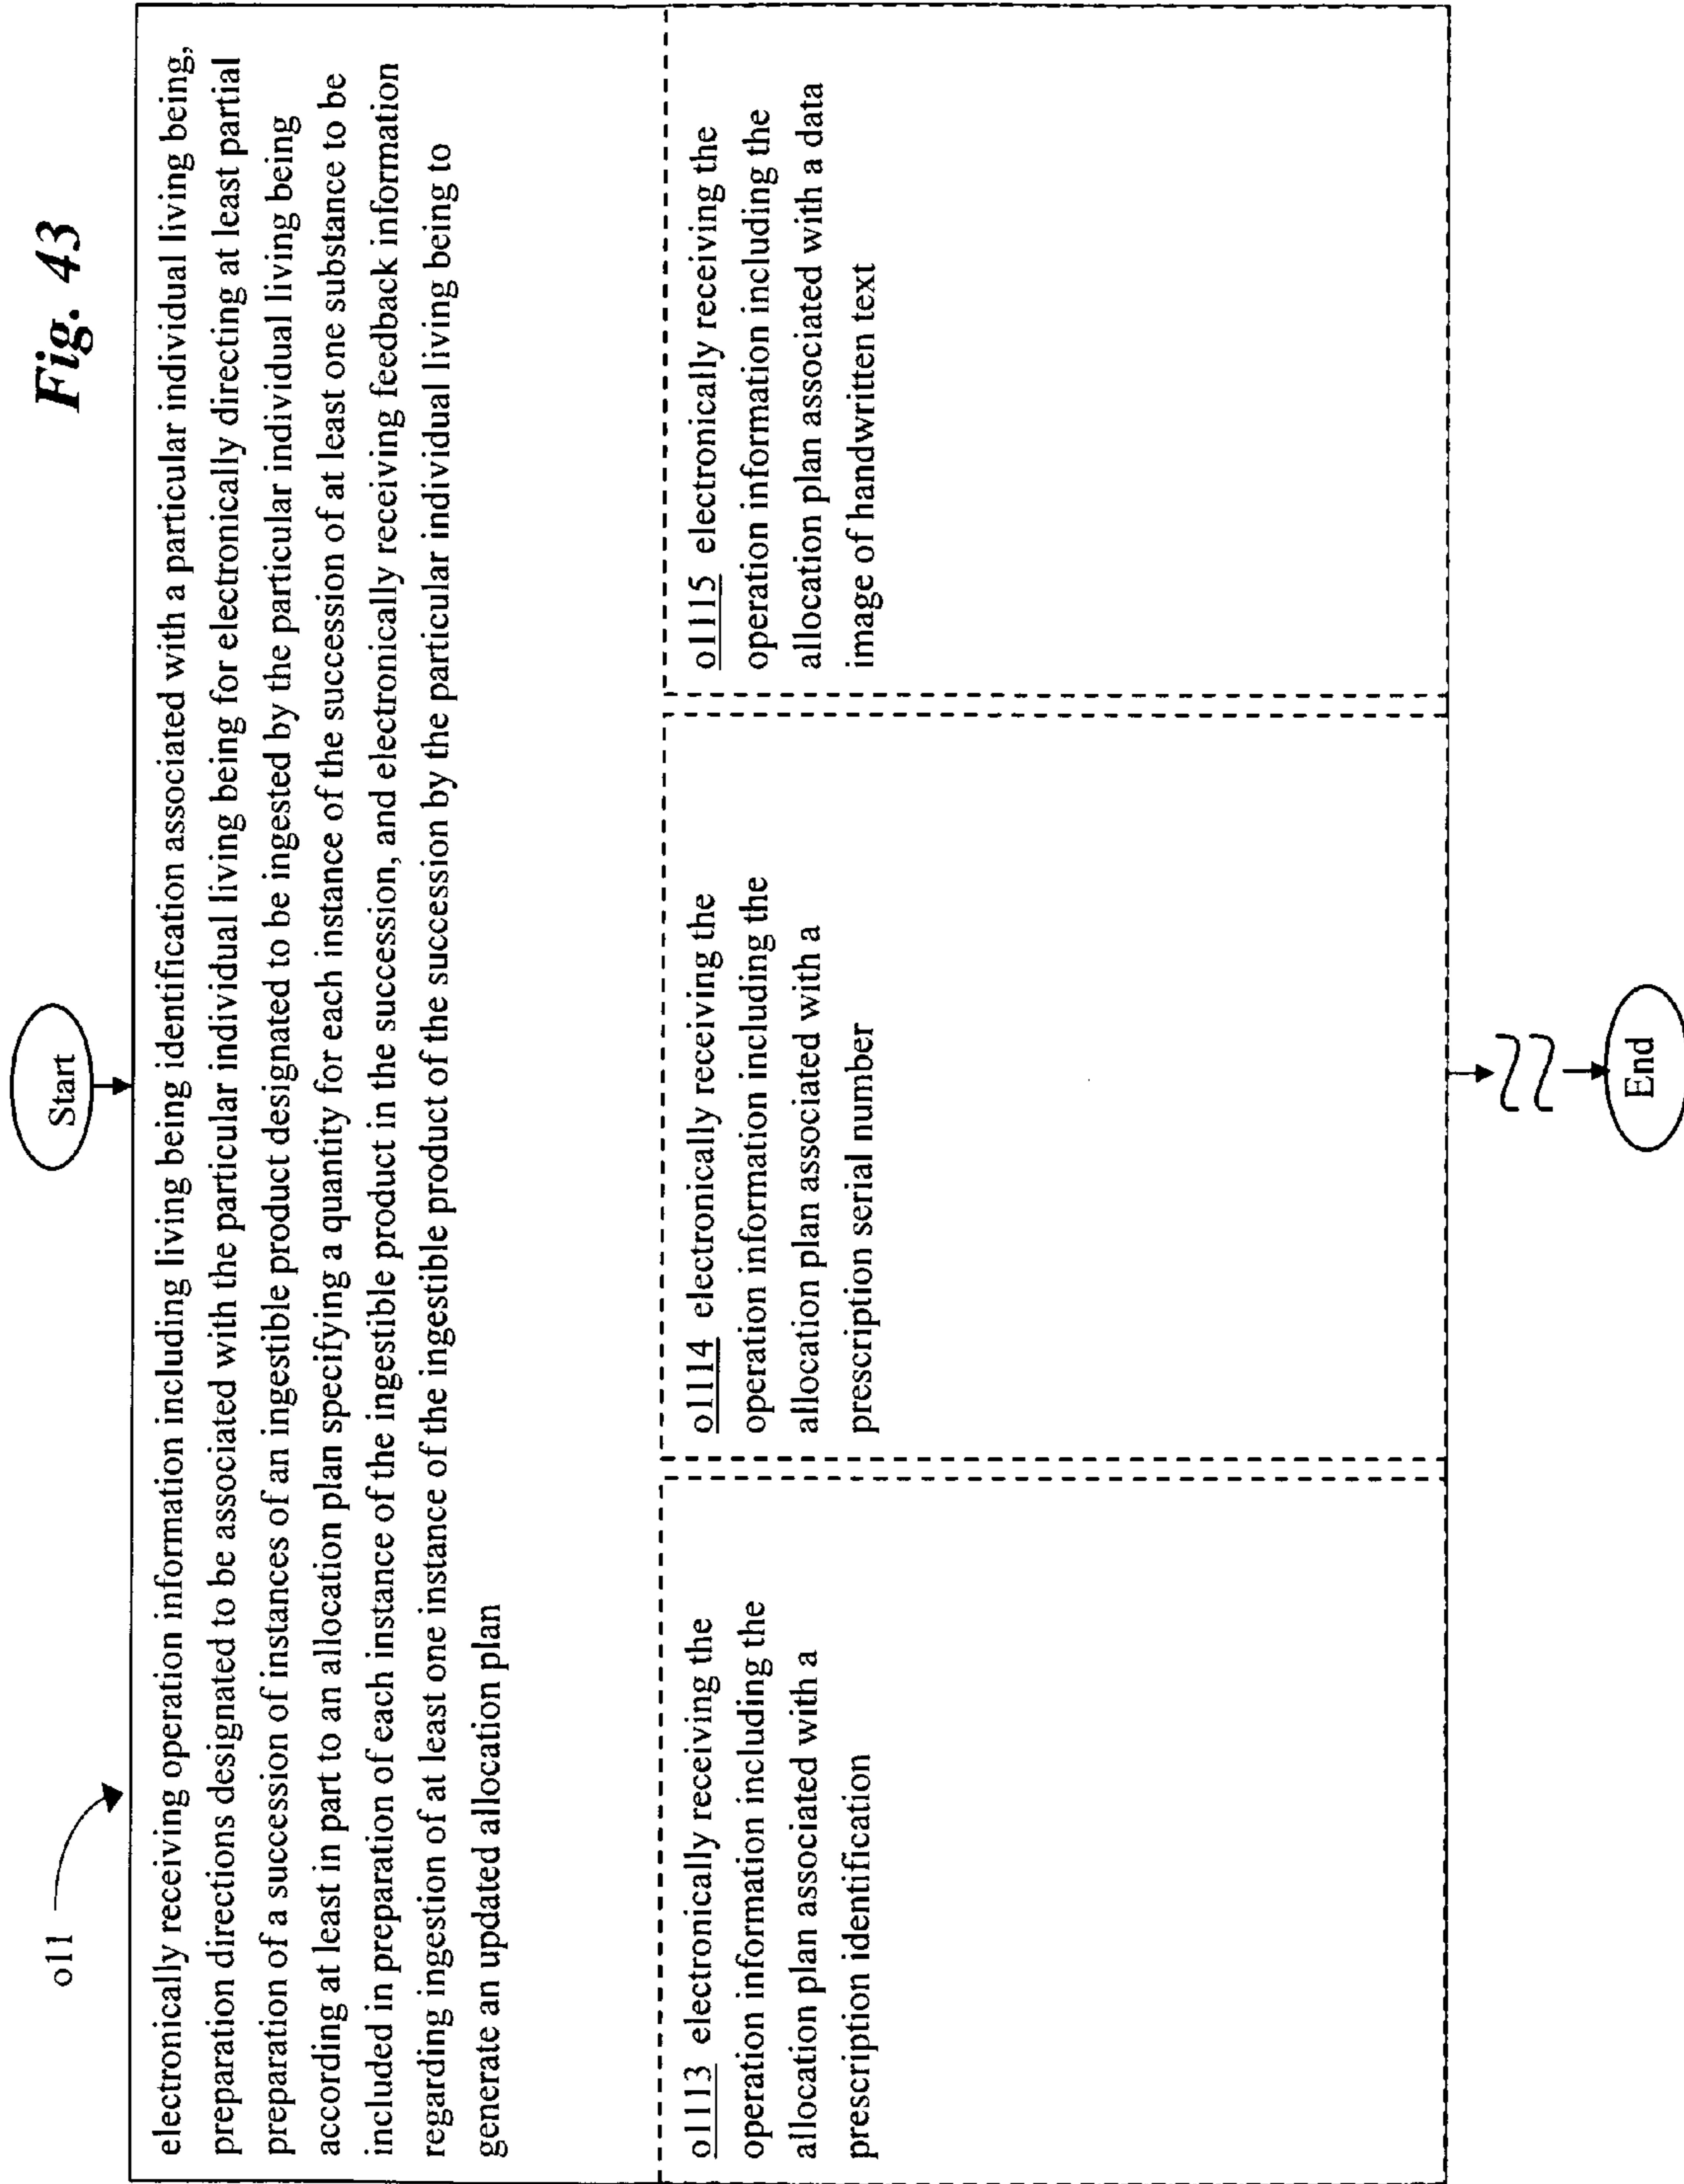 Fig. 43
Start
o11
electronically receiving operation information including living being identification associated with a particular individual living being,
preparation directions designated to be associated with the particular individual living being for electronically directing at least partial
preparation of a succession of instances of an ingestible product designated to be ingested by the particular individual living being
according at least in part to an allocation plan specifying a quantity for each instance of the succession of at least one substance to be
included in preparation of each instance of the ingestible product in the succession, and electronically receiving feedback information
regarding ingestion of at least one instance of the ingestible product of the succession by the particular individual living being to
generate an updated allocation plan
o1113 electronically receiving the
operation information including the
allocation plan associated with a
prescription identification
o1114 electronically receiving the
operation information including the
allocation plan associated with a
prescription serial number
o1115 electronically receiving the
operation information including the
allocation plan associated with a data
image of handwritten text
End